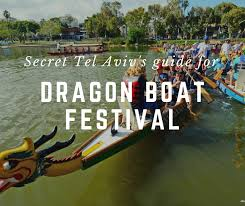 Secret Tel Aviv's guide for
DRAGON BOAT
FESTIVAL